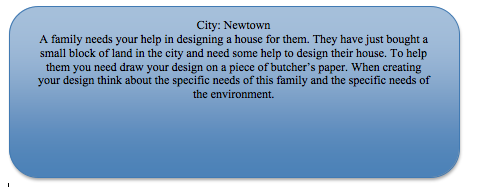 City: Newtown
A family needs your help in designing a house for them. They have just bought a
small block of land in the city and need some help to design their house. To help
them you need draw your design on a piece of butcher’s paper. When creating
your design think about the specific needs of this family and the specific needs of
the environment.